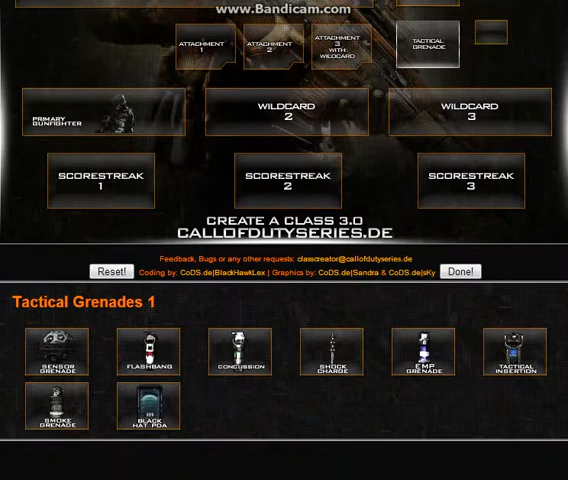 www.Bandicam.com
ATTACHMENT 1
ATTACHMENT 2
ATTACHMENT 3 WITH WILDCARD
TACTICAL GRENADE
PRIMARY GUNFIGHTER
WILDCARD 2
WILDCARD 3
SCORESTREAK 1
SCORESTREAK 2
SCORESTREAK 3
CREATE A CLASS 3.0
CALLOFDUTYSERIES.DE
Feedback, Bugs or any other requests: classcreator@callofdutyseries.de
Reset!
Coding by: CoDS.de|BlackHawkLex | Graphics by: CoDS.de|Sandra & CoDS.de|sKy
Done!
Tactical Grenades 1
SENSOR GRENADE
FLASHBANG
CONCUSSION
SHOCK CHARGE
EMP GRENADE
TACTICAL INSERTION
SMOKE GRENADE
BLACK HAT PDA